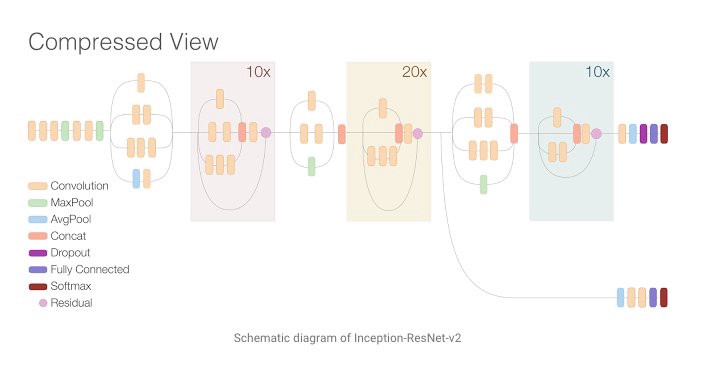 Compressed View
10x
20x
10x
Convolution
MaxPool
AvgPool
Concat
Dropout
Fully Connected
Softmax
Residual
Schematic diagram of Inception-ResNet-v2